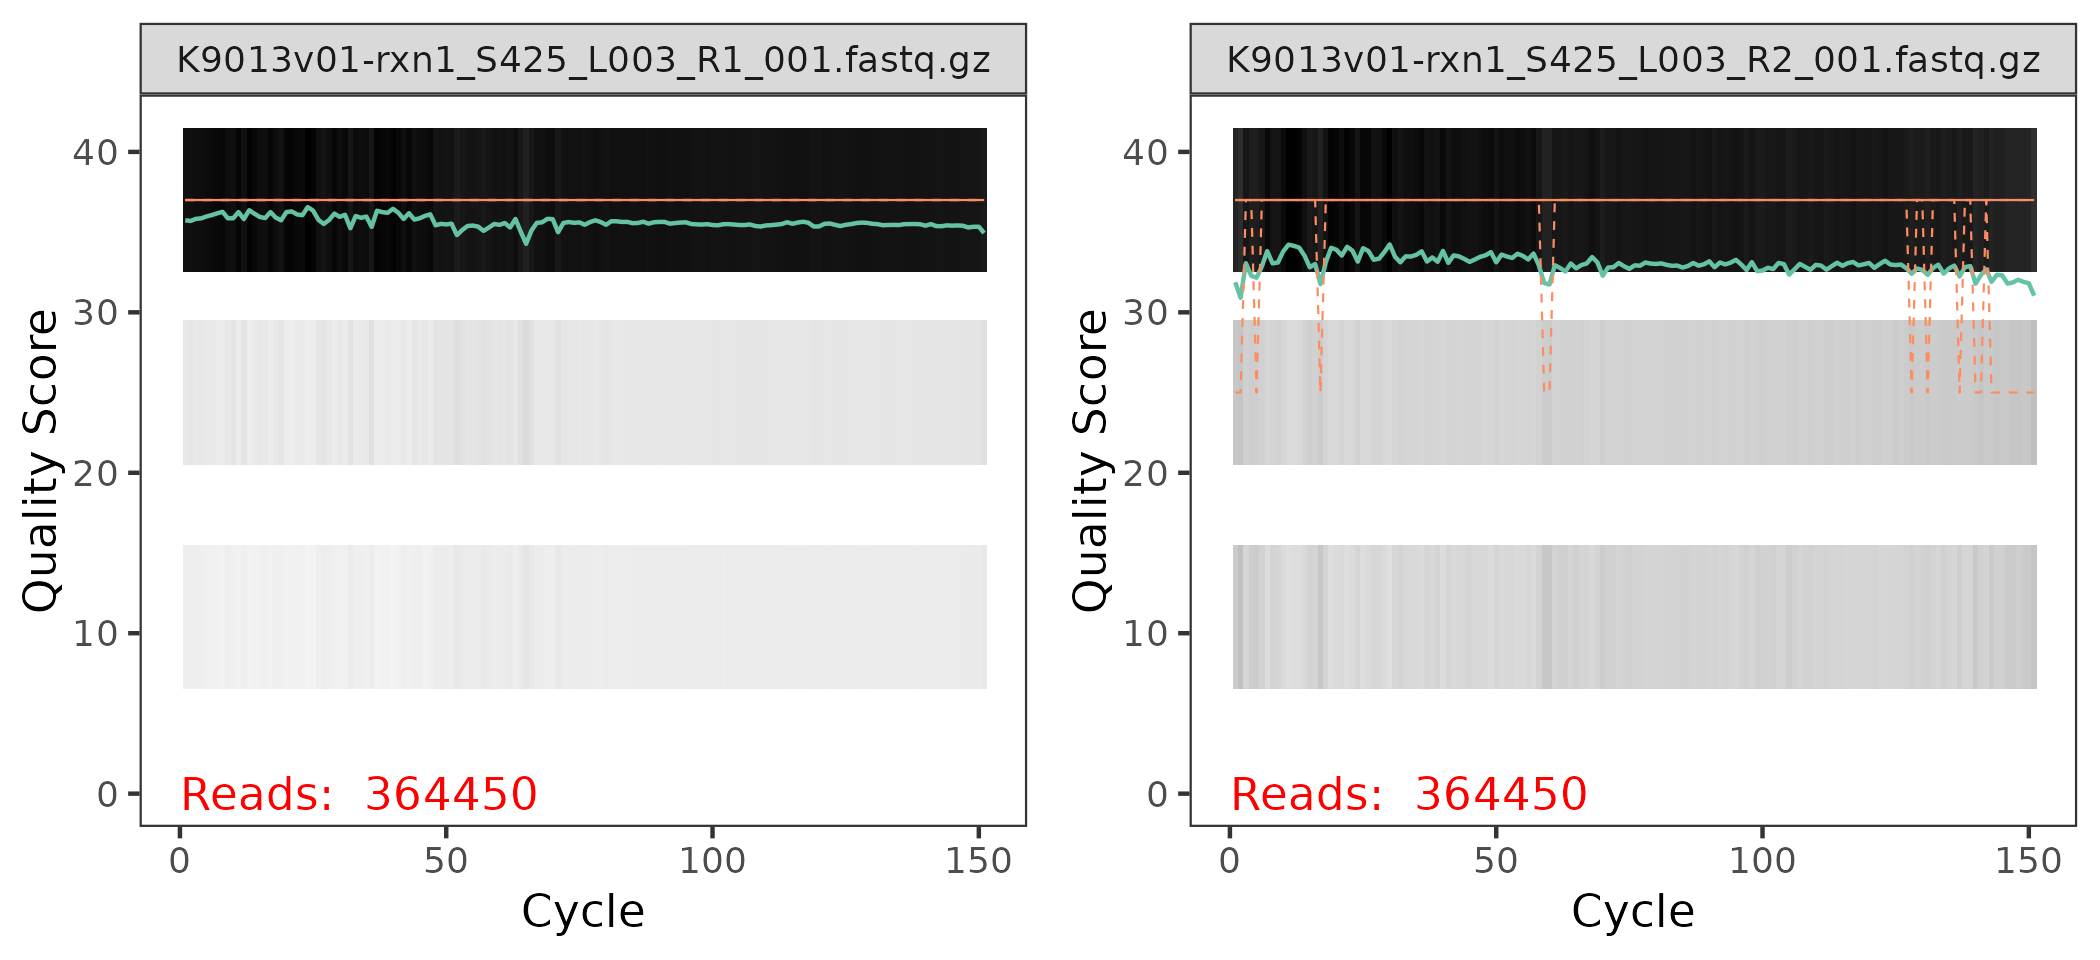 K9013v01-rxn1_S425_L003_R1_001.fastq.gz
Quality Score
40
30
20
10
0
Reads: 364450
0 50 100 150
Cycle
K9013v01-rxn1_S425_L003_R2_001.fastq.gz
Quality Score
40
30
20
10
0
Reads: 364450
0 50 100 150
Cycle